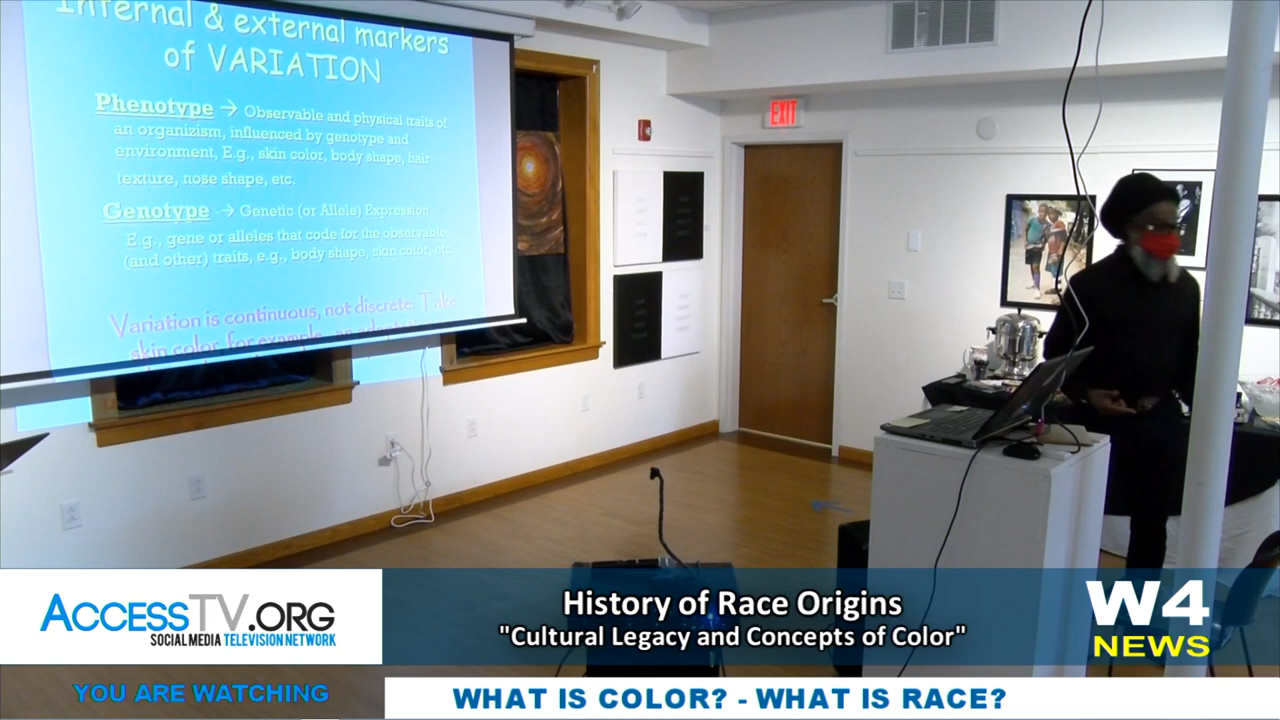 Internal & external markers
of VARIATION
Phenotype → Observable and physical traits of
an organizism, influenced by genotype and
environment, E.g., skin color, body shape, hair
texture, nose shape, etc.
Genotype -→ Genetic (or Allele) Expression
E.g., gene or alleles that code for the observable
(and other) traits, e.g., body shape, skin color, etc.
Variation is continuous, not discrete: Take
skin color, for example, an
EXIT
ACCESSTV.ORG
SOCIAL MEDIA TELEVISION NETWORK
History of Race Origins
"Cultural Legacy and Concepts of Color"
W4
NEWS
YOU ARE WATCHING
WHAT IS COLOR? - WHAT IS RACE?